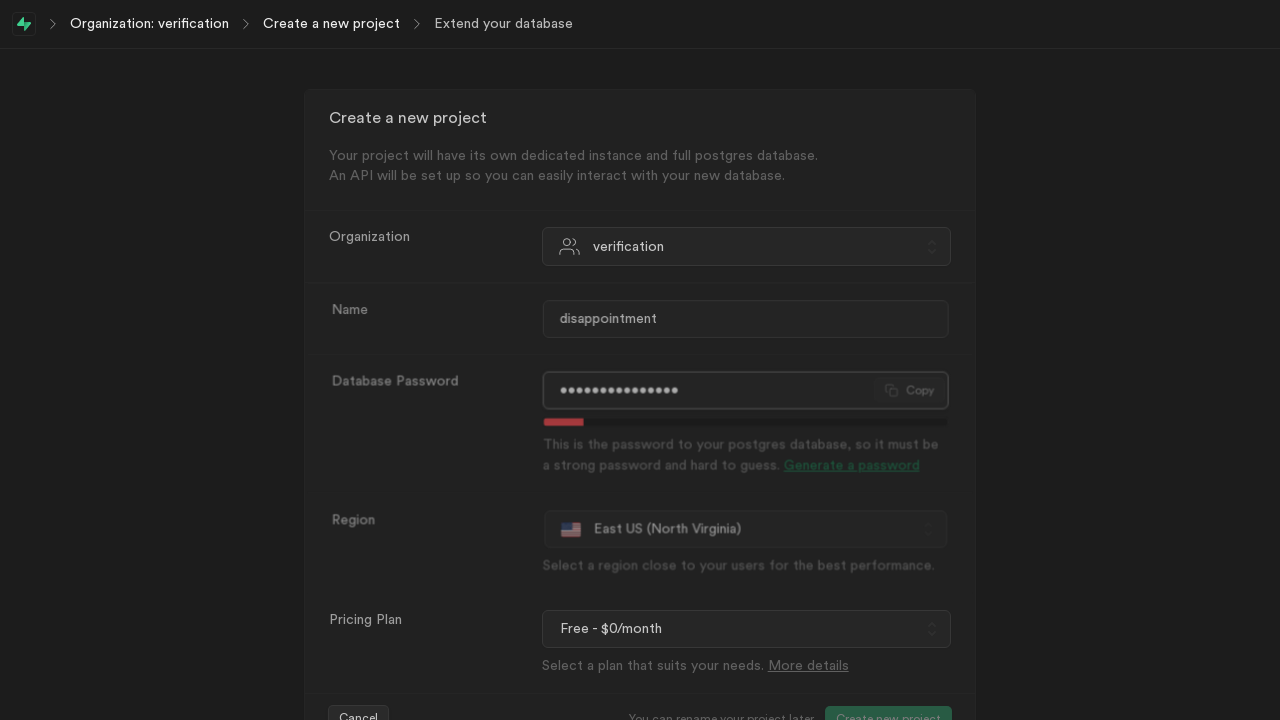 Organization: verification
Create a new project
Extend your database
Create a new project
Your project will have its own dedicated instance and full postgres database.
An API will be set up so you can easily interact with your new database.
Organization
verification
Name
disappointment
Database Password
•••••••••••••••
Copy
This is the password to your postgres database, so it must be
a strong password and hard to guess. Generate a password
Region
East US (North Virginia)
Select a region close to your users for the best performance.
Pricing Plan
Free - $0/month
Select a plan that suits your needs. More details
Cancel
You can rename your project later
Create new project